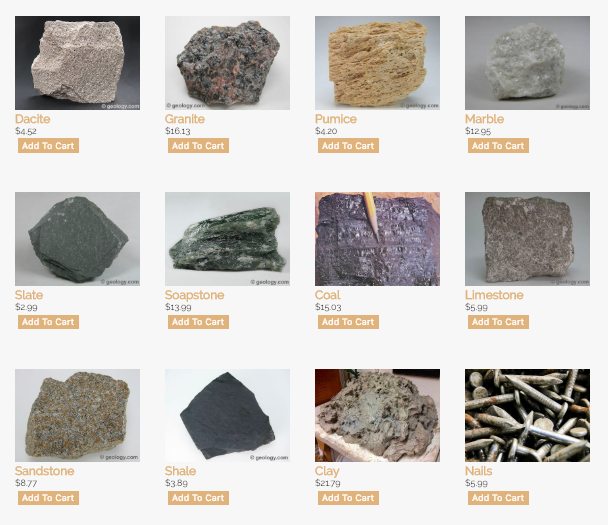 © geology.com
© geology.com
© geology.com
© geology.com
Dacite
Granite
Pumice
Marble
$4.52
$16.13
$4.20
$12.95
Add To Cart
Add To Cart
Add To Cart
Add To Cart
© geology.com
© geology.com
© geology.com
Slate
Soapstone
Coal
Limestone
$2.99
$13.99
$15.03
$5.99
Add To Cart
Add To Cart
Add To Cart
Add To Cart
© geology.com
© geology.com
Sandstone
Shale
Clay
Nails
$8.77
$3.89
$21.79
$5.99
Add To Cart
Add To Cart
Add To Cart
Add To Cart